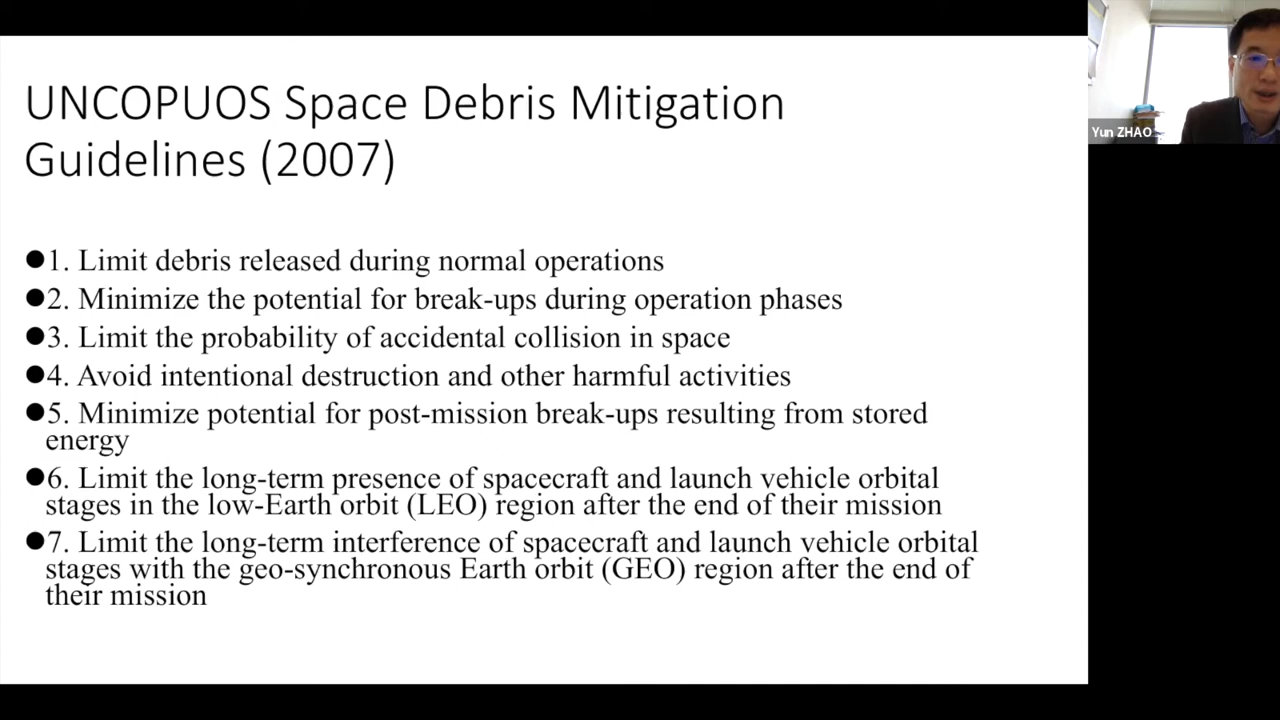 UNCOPUOS Space Debris Mitigation
Guidelines (2007)
●1. Limit debris released during normal operations
●2. Minimize the potential for break-ups during operation phases
●3. Limit the probability of accidental collision in space
●4. Avoid intentional destruction and other harmful activities
●5. Minimize potential for post-mission break-ups resulting from stored
energy
●6. Limit the long-term presence of spacecraft and launch vehicle orbital
stages in the low-Earth orbit (LEO) region after the end of their mission
●7. Limit the long-term interference of spacecraft and launch vehicle orbital
stages with the geo-synchronous Earth orbit (GEO) region after the end of
their mission
Yun ZHAO